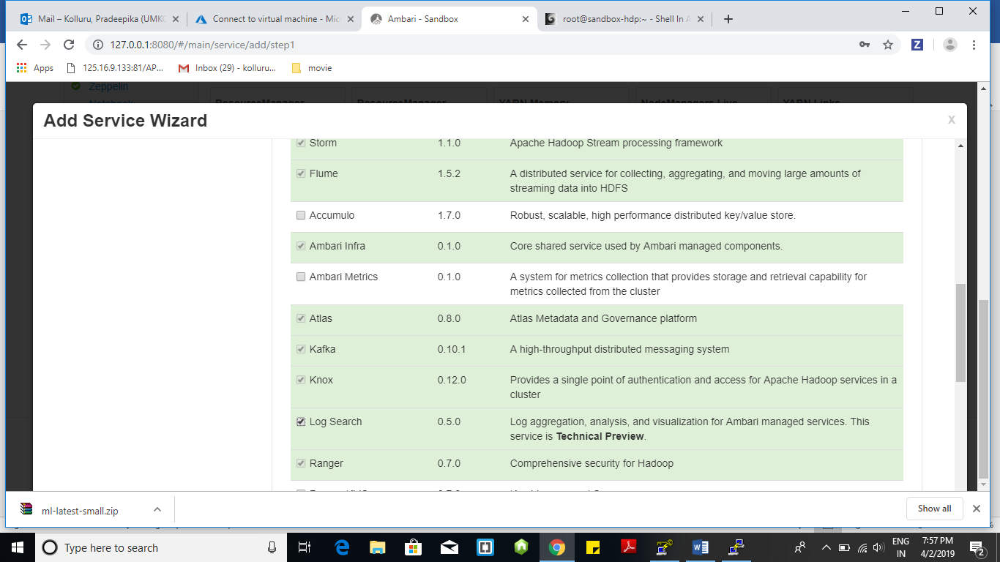 Mail – Kolluru, Pradeepika (UMKC
Connect to virtual machine - Mic
Ambari - Sandbox
root@sandbox-hdp:~ - Shell In A
127.0.0.1:8080/#/main/service/add/step1
Apps
125.16.9.133:81/AP...
Inbox (29) - kolluru...
movie
Zeppelin
Notebook
ResourceManager
ResourceManager
YARN Memory
NodeManagers Live
YARN Links
Add Service Wizard
x
Storm 1.1.0 Apache Hadoop Stream processing framework
Flume 1.5.2 A distributed service for collecting, aggregating, and moving large amounts of
streaming data into HDFS
Accumulo 1.7.0 Robust, scalable, high performance distributed key/value store.
Ambari Infra 0.1.0 Core shared service used by Ambari managed components.
Ambari Metrics 0.1.0 A system for metrics collection that provides storage and retrieval capability for
metrics collected from the cluster
Atlas 0.8.0 Atlas Metadata and Governance platform
Kafka 0.10.1 A high-throughput distributed messaging system
Knox 0.12.0 Provides a single point of authentication and access for Apache Hadoop services in a
cluster
Log Search 0.5.0 Log aggregation, analysis, and visualization for Ambari managed services. This
service is Technical Preview.
Ranger 0.7.0 Comprehensive security for Hadoop
ml-latest-small.zip
Show all
Type here to search
ENG
IN
7:57 PM
4/2/2019
2